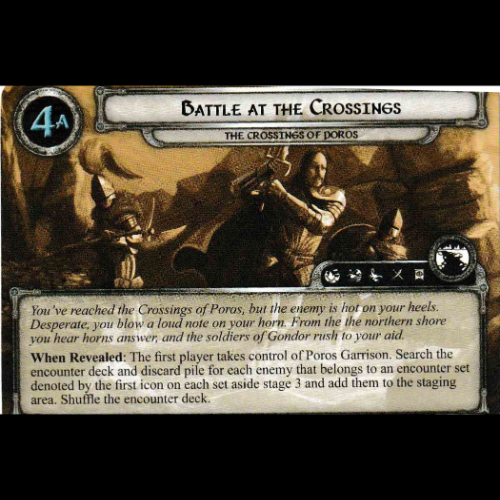 4A
Battle at the Crossings
The Crossings of Poros
You've reached the Crossings of Poros, but the enemy is hot on your heels.
Desperate, you blow a loud note on your horn. From the the northern shore
you hear horns answer, and the soldiers of Gondor rush to your aid.
When Revealed: The first player takes control of Poros Garrison. Search the
encounter deck and discard pile for each enemy that belongs to an encounter set
denoted by the first icon on each set aside stage 3 and add them to the staging
area. Shuffle the encounter deck.